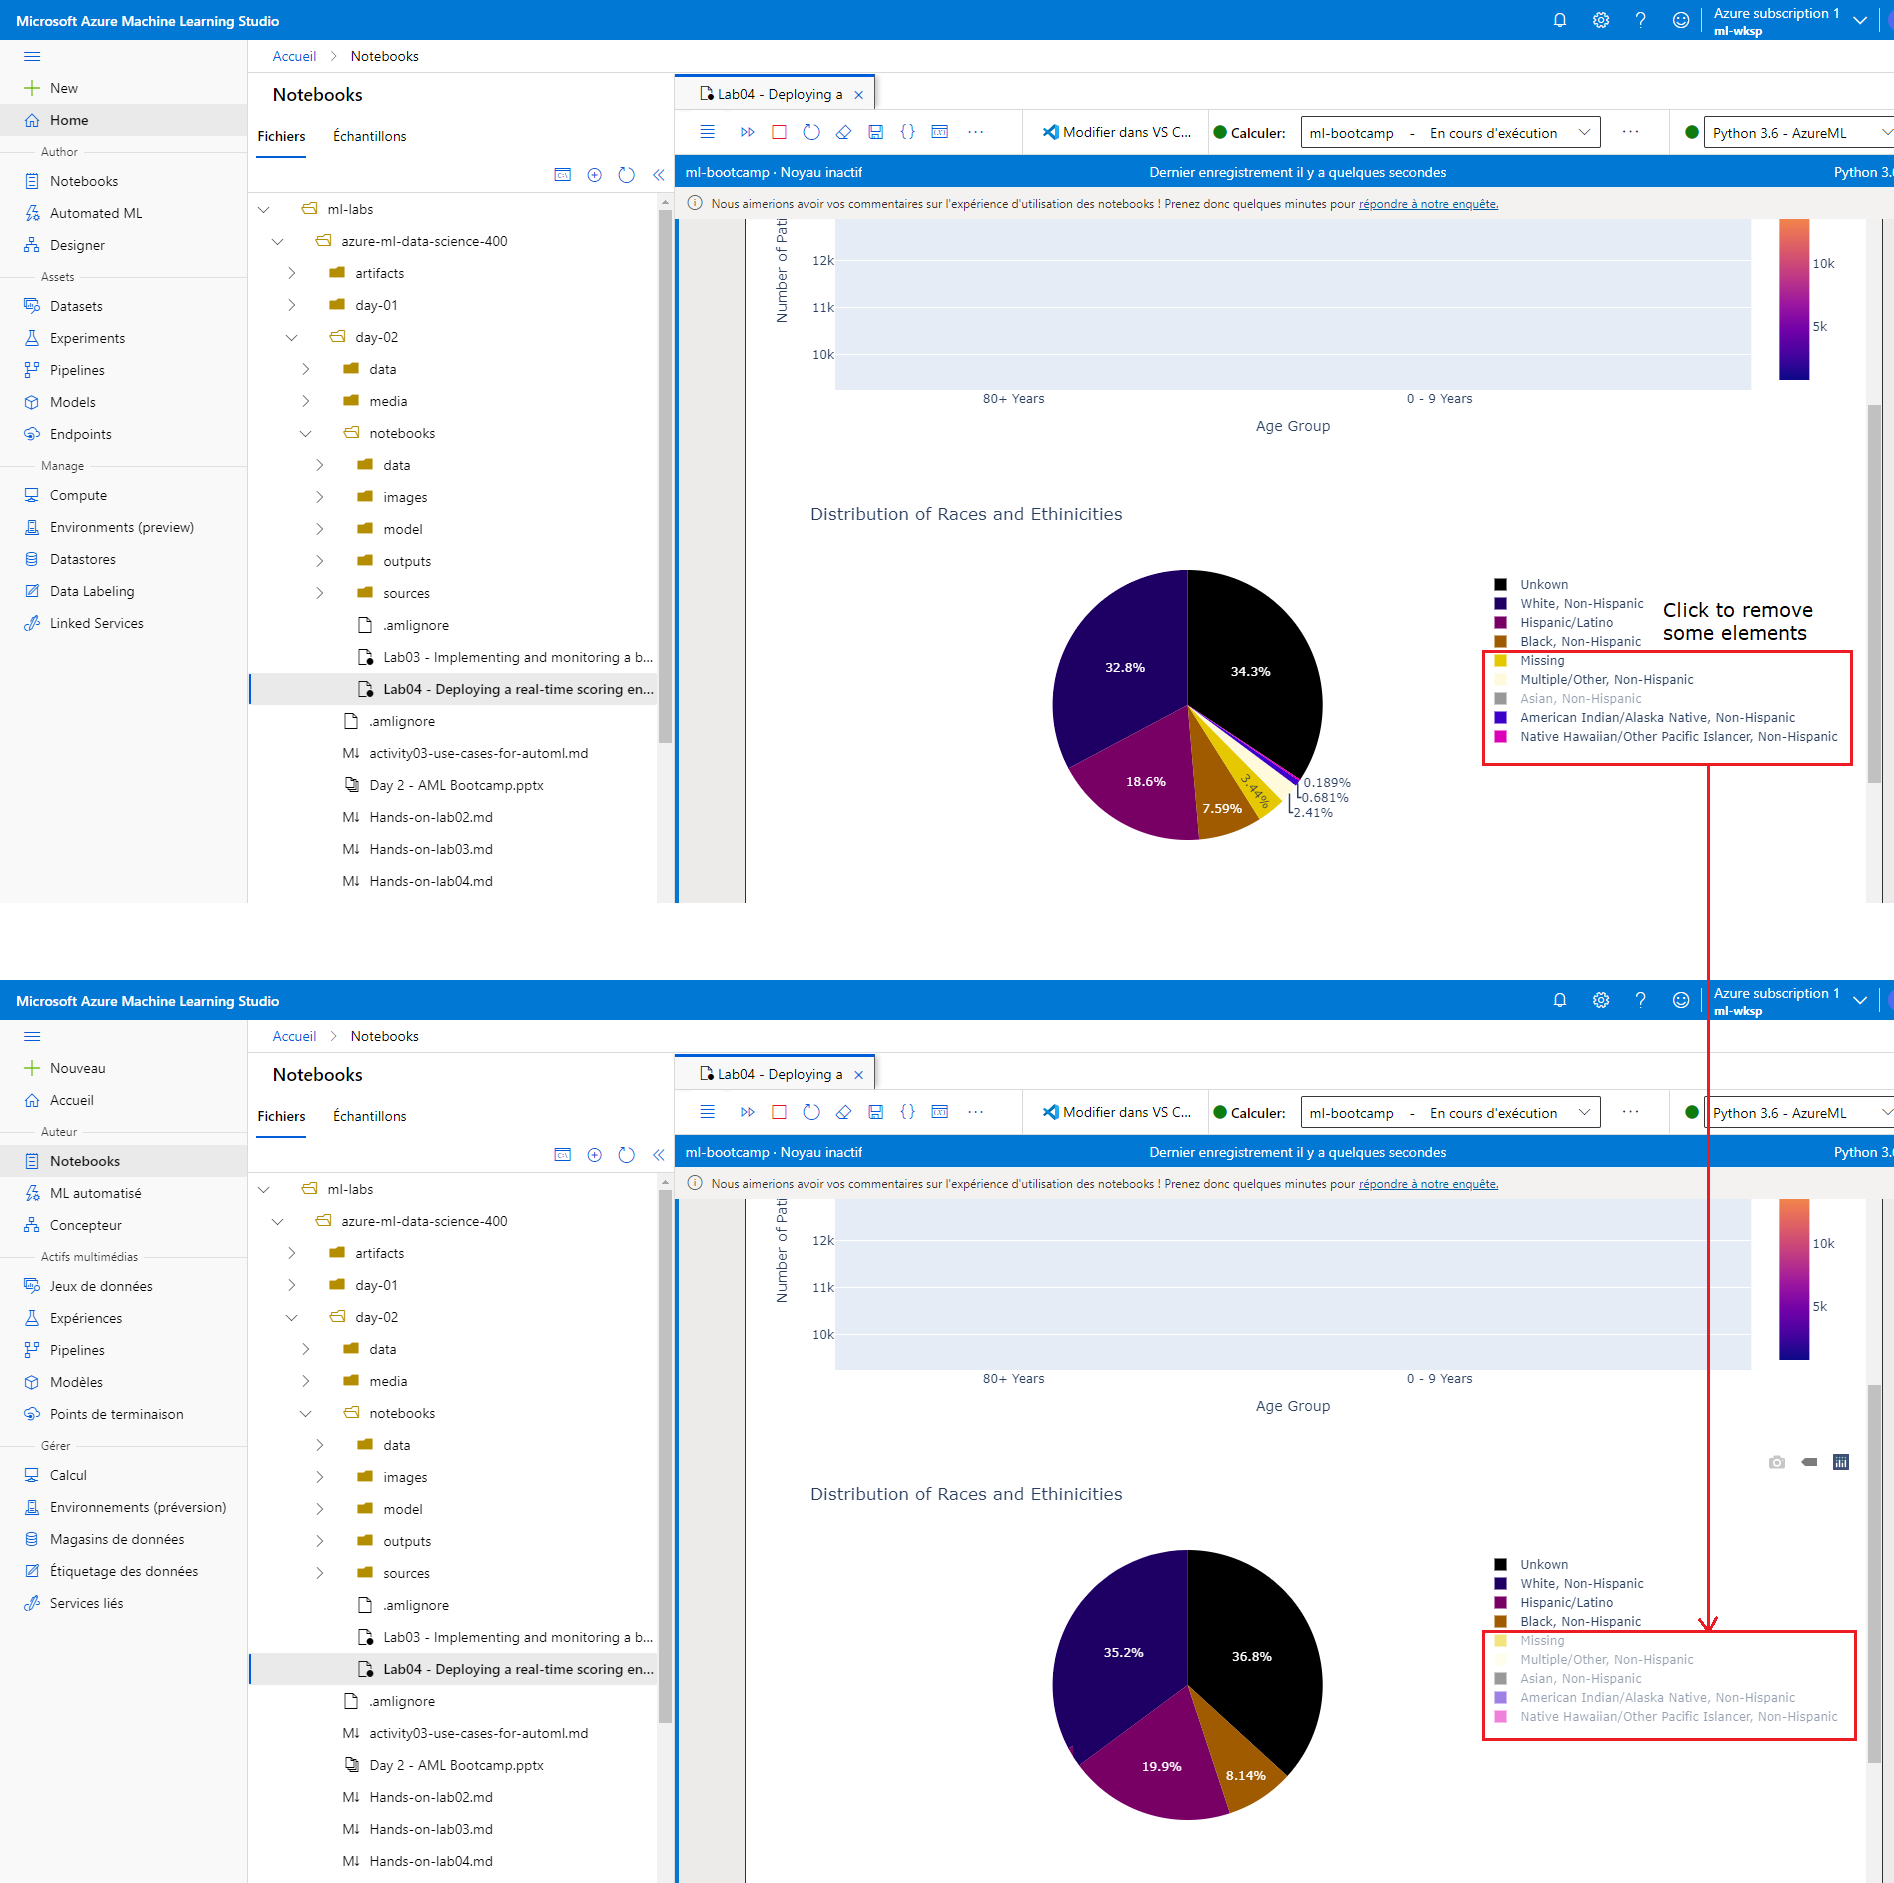 Microsoft Azure Machine Learning Studio
Azure subscription 1
ml-wksp
New
Home
Author
Notebooks
Automated ML
Designer
Assets
Datasets
Experiments
Pipelines
Models
Endpoints
Manage
Compute
Environments (preview)
Datastores
Data Labeling
Linked Services
Accueil > Notebooks
Notebooks
Fichiers Échantillons
ml-labs
azure-ml-data-science-400
artifacts
day-01
day-02
data
media
notebooks
data
images
model
outputs
sources
.amlignore
Lab03 - Implementing and monitoring a b...
Lab04 - Deploying a real-time scoring en...
.amlignore
M↓ activity03-use-cases-for-automl.md
Day 2 - AML Bootcamp.pptx
M↓ Hands-on-lab02.md
M↓ Hands-on-lab03.md
M↓ Hands-on-lab04.md
Lab04 - Deploying a
Modifier dans VS C... Calculer: ml-bootcamp - En cours d'exécution ... Python 3.6 - AzureML
ml-bootcamp · Noyau inactif Dernier enregistrement il y a quelques secondes Python 3.
Nous aimerions avoir vos commentaires sur l'expérience d'utilisation des notebooks ! Prenez donc quelques minutes pour répondre à notre enquête.
Number of Pati
12k
11k
10k
80+ Years 0 - 9 Years
Age Group
10k
5k
Distribution of Races and Ethinicities
32.8%
34.3%
18.6%
7.59%
3.44%
0.189%
0.681%
2.41%
Unkown
White, Non-Hispanic
Hispanic/Latino
Black, Non-Hispanic
Missing
Multiple/Other, Non-Hispanic
Asian, Non-Hispanic
American Indian/Alaska Native, Non-Hispanic
Native Hawaiian/Other Pacific Islancer, Non-Hispanic
Click to remove
some elements
Microsoft Azure Machine Learning Studio
Azure subscription 1
ml-wksp
Nouveau
Accueil
Auteur
Notebooks
ML automatisé
Concepteur
Actifs multimédias
Jeux de données
Expériences
Pipelines
Modèles
Points de terminaison
Gérer
Calcul
Environnements (préversion)
Magasins de données
Étiquetage des données
Services liés
Accueil > Notebooks
Notebooks
Fichiers Échantillons
ml-labs
azure-ml-data-science-400
artifacts
day-01
day-02
data
media
notebooks
data
images
model
outputs
sources
.amlignore
Lab03 - Implementing and monitoring a b...
Lab04 - Deploying a real-time scoring en...
.amlignore
M↓ activity03-use-cases-for-automl.md
Day 2 - AML Bootcamp.pptx
M↓ Hands-on-lab02.md
M↓ Hands-on-lab03.md
M↓ Hands-on-lab04.md
Lab04 - Deploying a
Modifier dans VS C... Calculer: ml-bootcamp - En cours d'exécution ... Python 3.6 - AzureML
ml-bootcamp · Noyau inactif Dernier enregistrement il y a quelques secondes Python 3.
Nous aimerions avoir vos commentaires sur l'expérience d'utilisation des notebooks ! Prenez donc quelques minutes pour répondre à notre enquête.
Number of Pati
12k
11k
10k
80+ Years 0 - 9 Years
Age Group
10k
5k
Distribution of Races and Ethinicities
35.2%
36.8%
19.9%
8.14%
Unkown
White, Non-Hispanic
Hispanic/Latino
Black, Non-Hispanic
Missing
Multiple/Other, Non-Hispanic
Asian, Non-Hispanic
American Indian/Alaska Native, Non-Hispanic
Native Hawaiian/Other Pacific Islancer, Non-Hispanic